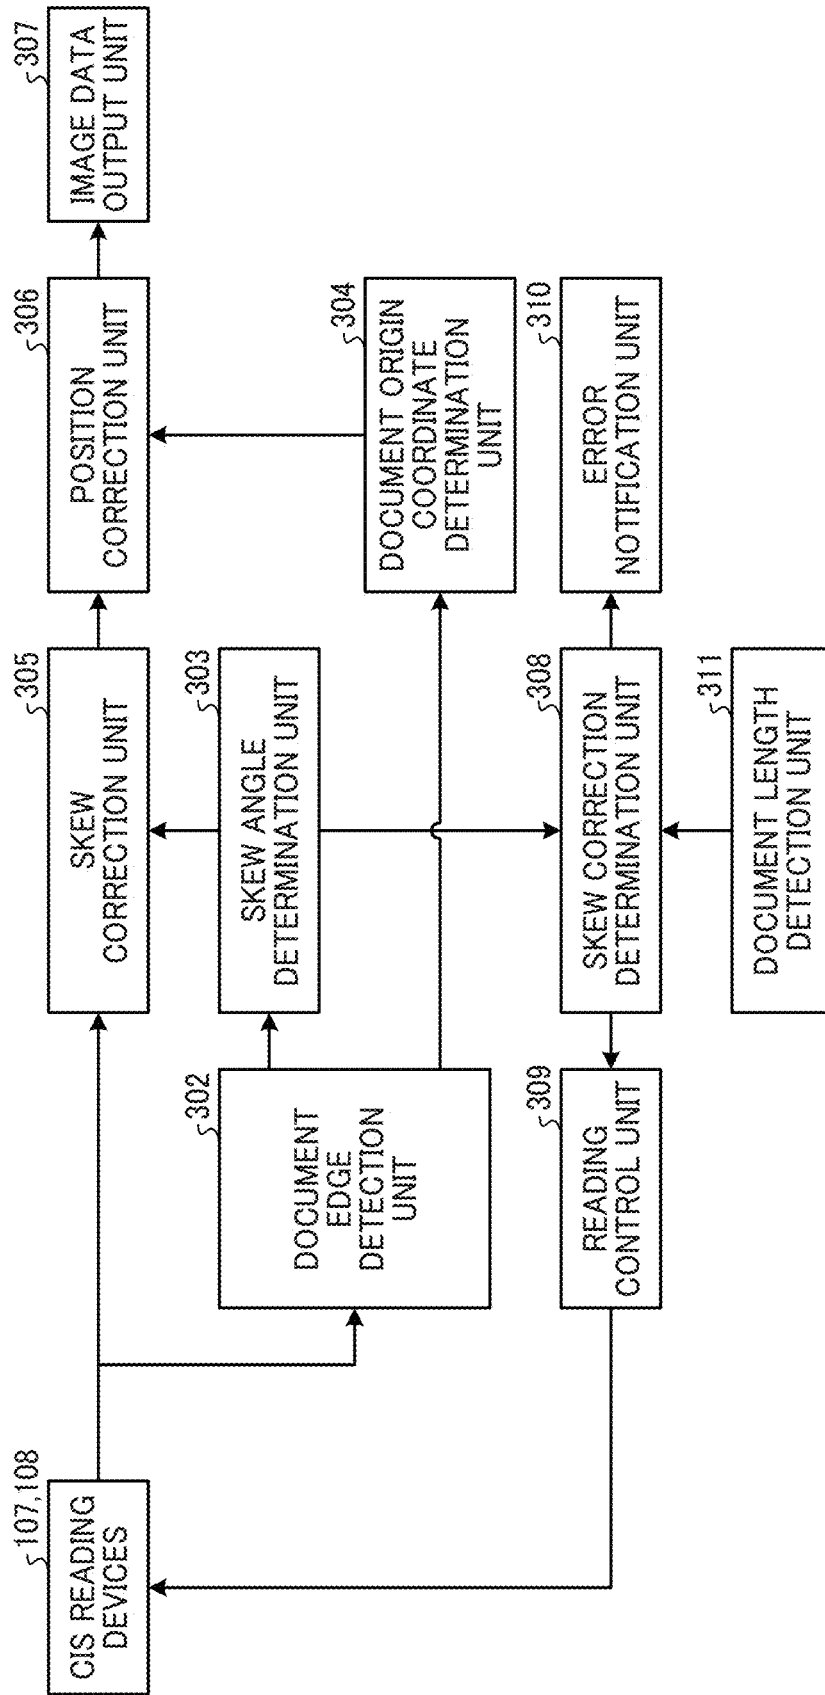 107,108
CIS READING
DEVICES
305
SKEW
CORRECTION UNIT
306
POSITION
CORRECTION UNIT
307
IMAGE DATA
OUTPUT UNIT
302
DOCUMENT
EDGE
DETECTION
UNIT
303
SKEW ANGLE
DETERMINATION UNIT
304
DOCUMENT ORIGIN
COORDINATE
DETERMINATION
UNIT
309
READING
CONTROL UNIT
308
SKEW CORRECTION
DETERMINATION UNIT
310
ERROR
NOTIFICATION UNIT
311
DOCUMENT LENGTH
DETECTION UNIT